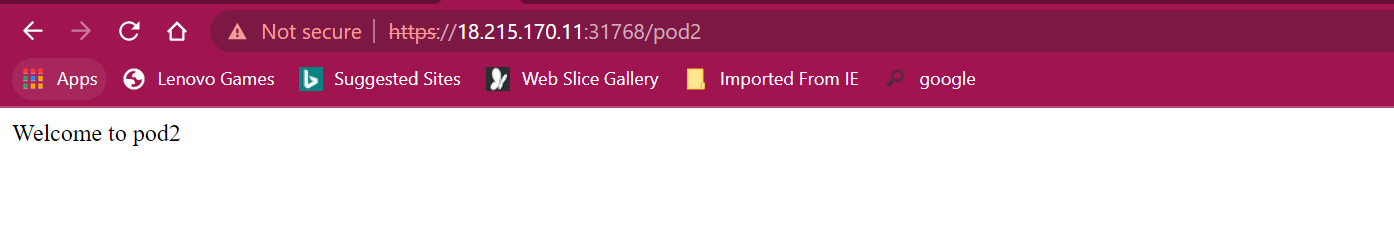 Not secure https://18.215.170.11:31768/pod2
Apps Lenovo Games Suggested Sites Web Slice Gallery Imported From IE google
Welcome to pod2